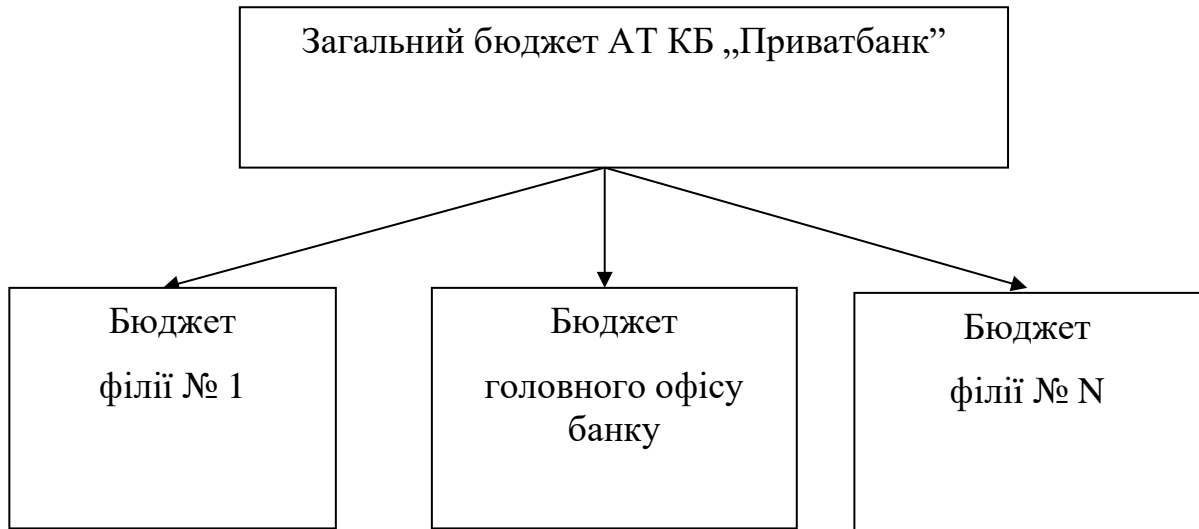 Загальний бюджет АТ КБ „Приватбанк”
Бюджет
філії № 1
Бюджет
головного офісу
банку
Бюджет
філії № N